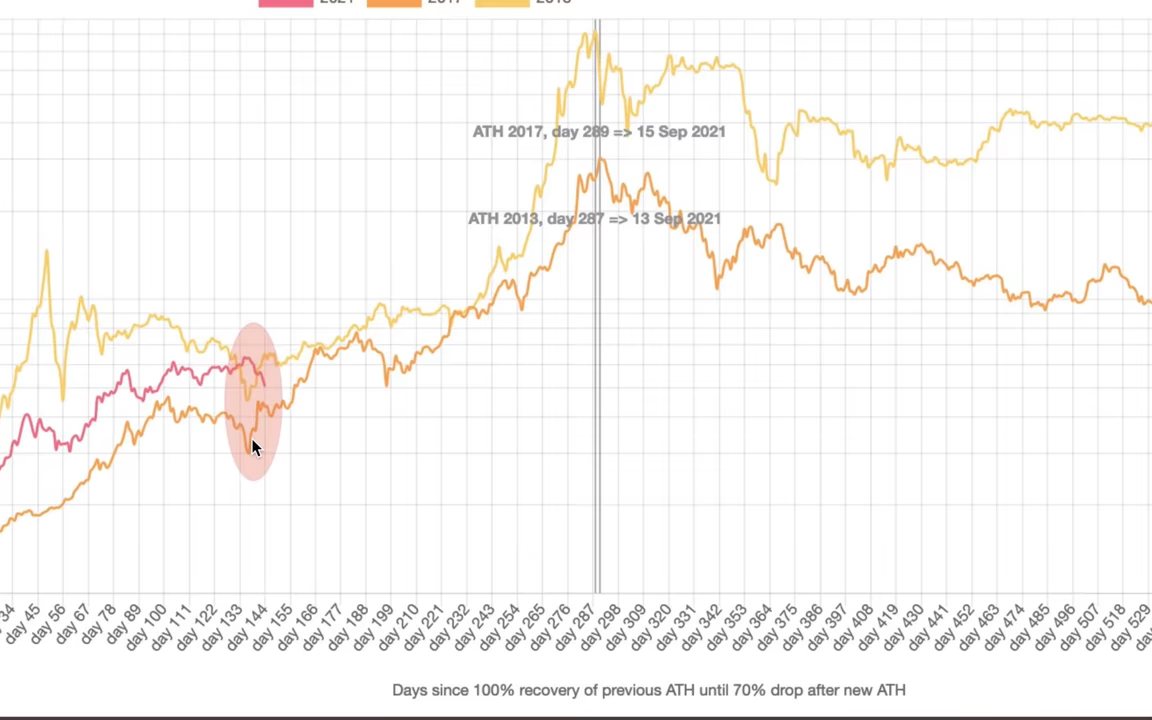 ATH 2017, day 289 => 15 Sep 2021
ATH 2013, day 287 => 13 Sep 2021
day 45 day 56 day 67 day 78 day 89 day 100 day 111 day 122 day 133 day 144 day 155 day 166 day 177 day 188 day 199 day 210 day 221 day 232 day 243 day 254 day 265 day 276 day 287 day 298 day 309 day 320 day 331 day 342 day 353 day 364 day 375 day 386 day 397 day 408 day 419 day 430 day 441 day 452 day 463 day 474 day 485 day 496 day 507 day 518 day 529
Days since 100% recovery of previous ATH until 70% drop after new ATH